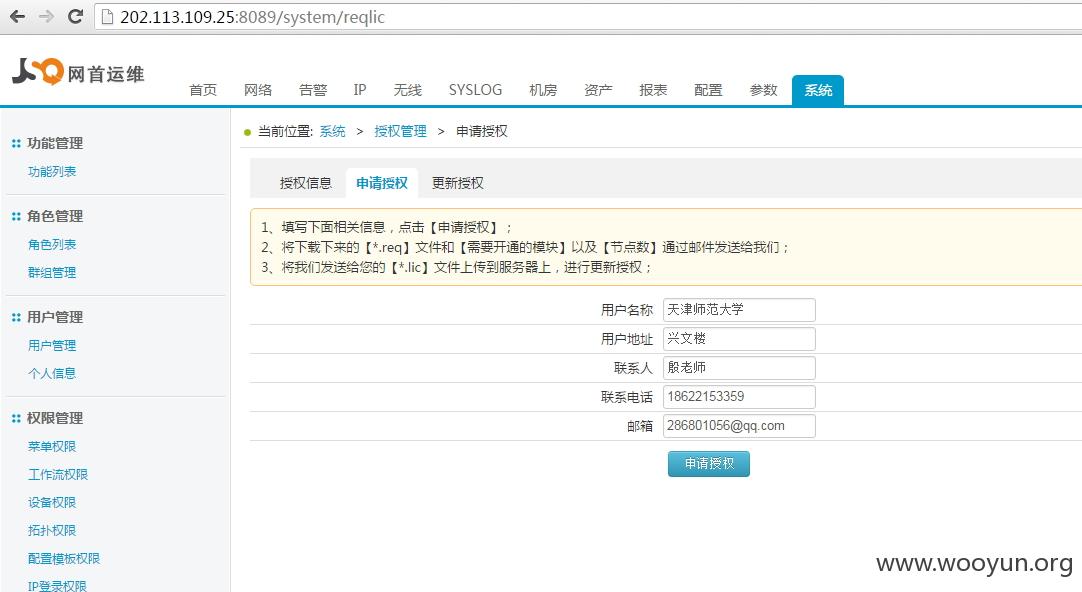 202.113.109.25:8089/system/reqlic
网首运维
首页 网络 告警 IP 无线 SYSLOG 机房 资产 报表 配置 参数 系统
当前位置: 系统 > 授权管理 > 申请授权
功能管理
功能列表
角色管理
角色列表
群组管理
用户管理
用户管理
个人信息
权限管理
菜单权限
工作流权限
设备权限
拓扑权限
配置模板权限
IP登录权限
授权信息 申请授权 更新授权
1、填写下面相关信息，点击【申请授权】；
2、将下载下来的【*.req】文件和【需要开通的模块】以及【节点数】通过邮件发送给我们；
3、将我们发送给您的【*.lic】文件上传到服务器上，进行更新授权；
用户名称 天津师范大学
用户地址 兴文楼
联系人 殷老师
联系电话 18622153359
邮箱 286801056@qq.com
申请授权
www.wooyun.org